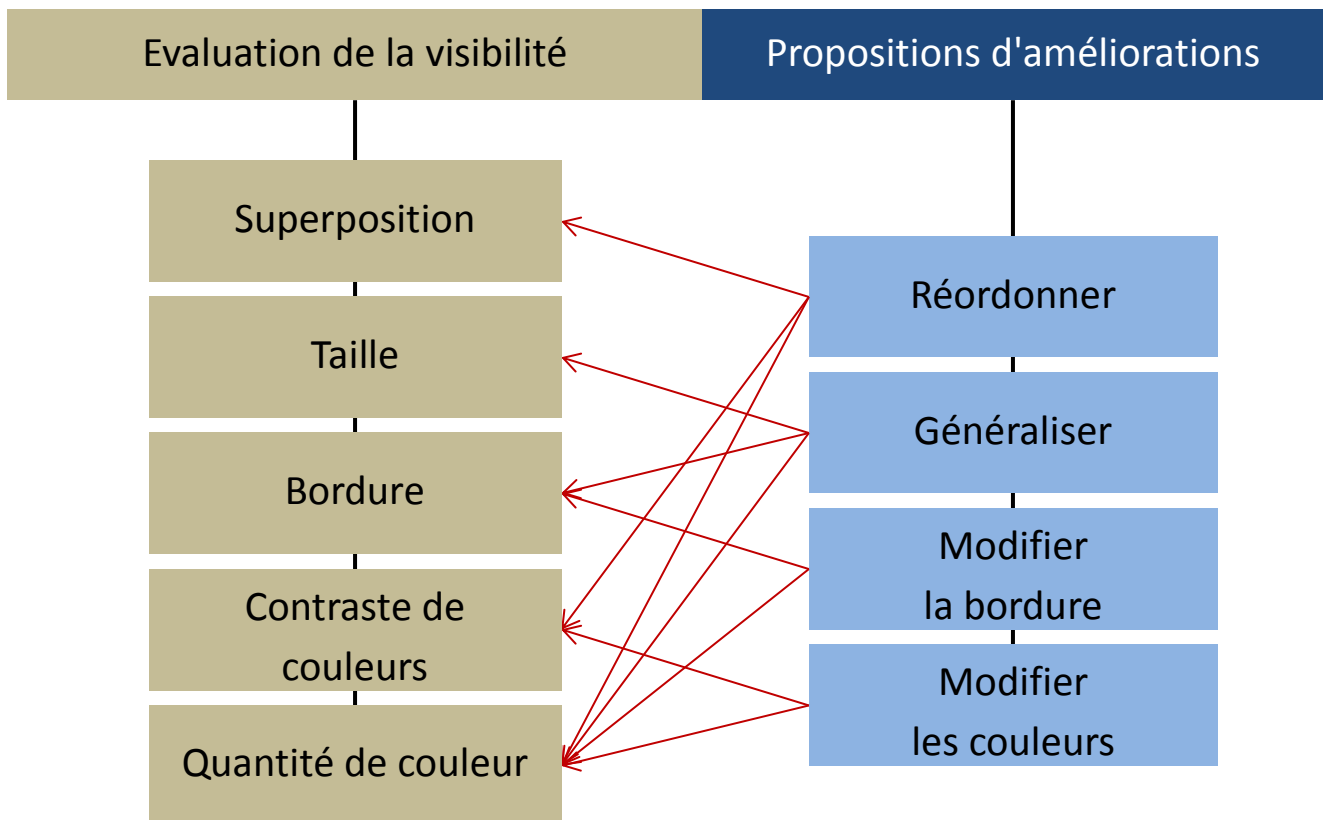 Evaluation de la visibilité
Propositions d'améliorations
Superposition
Taille
Bordure
Contraste de
couleurs
Quantité de couleur
Réordonner
Généraliser
Modifier
la bordure
Modifier
les couleurs